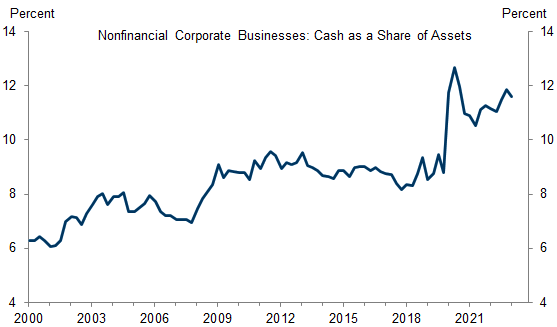 Percent Percent
Nonfinancial Corporate Businesses: Cash as a Share of Assets
14 14
12 12
10 10
8 8
6 6
4 4
2000 2003 2006 2009 2012 2015 2018 2021